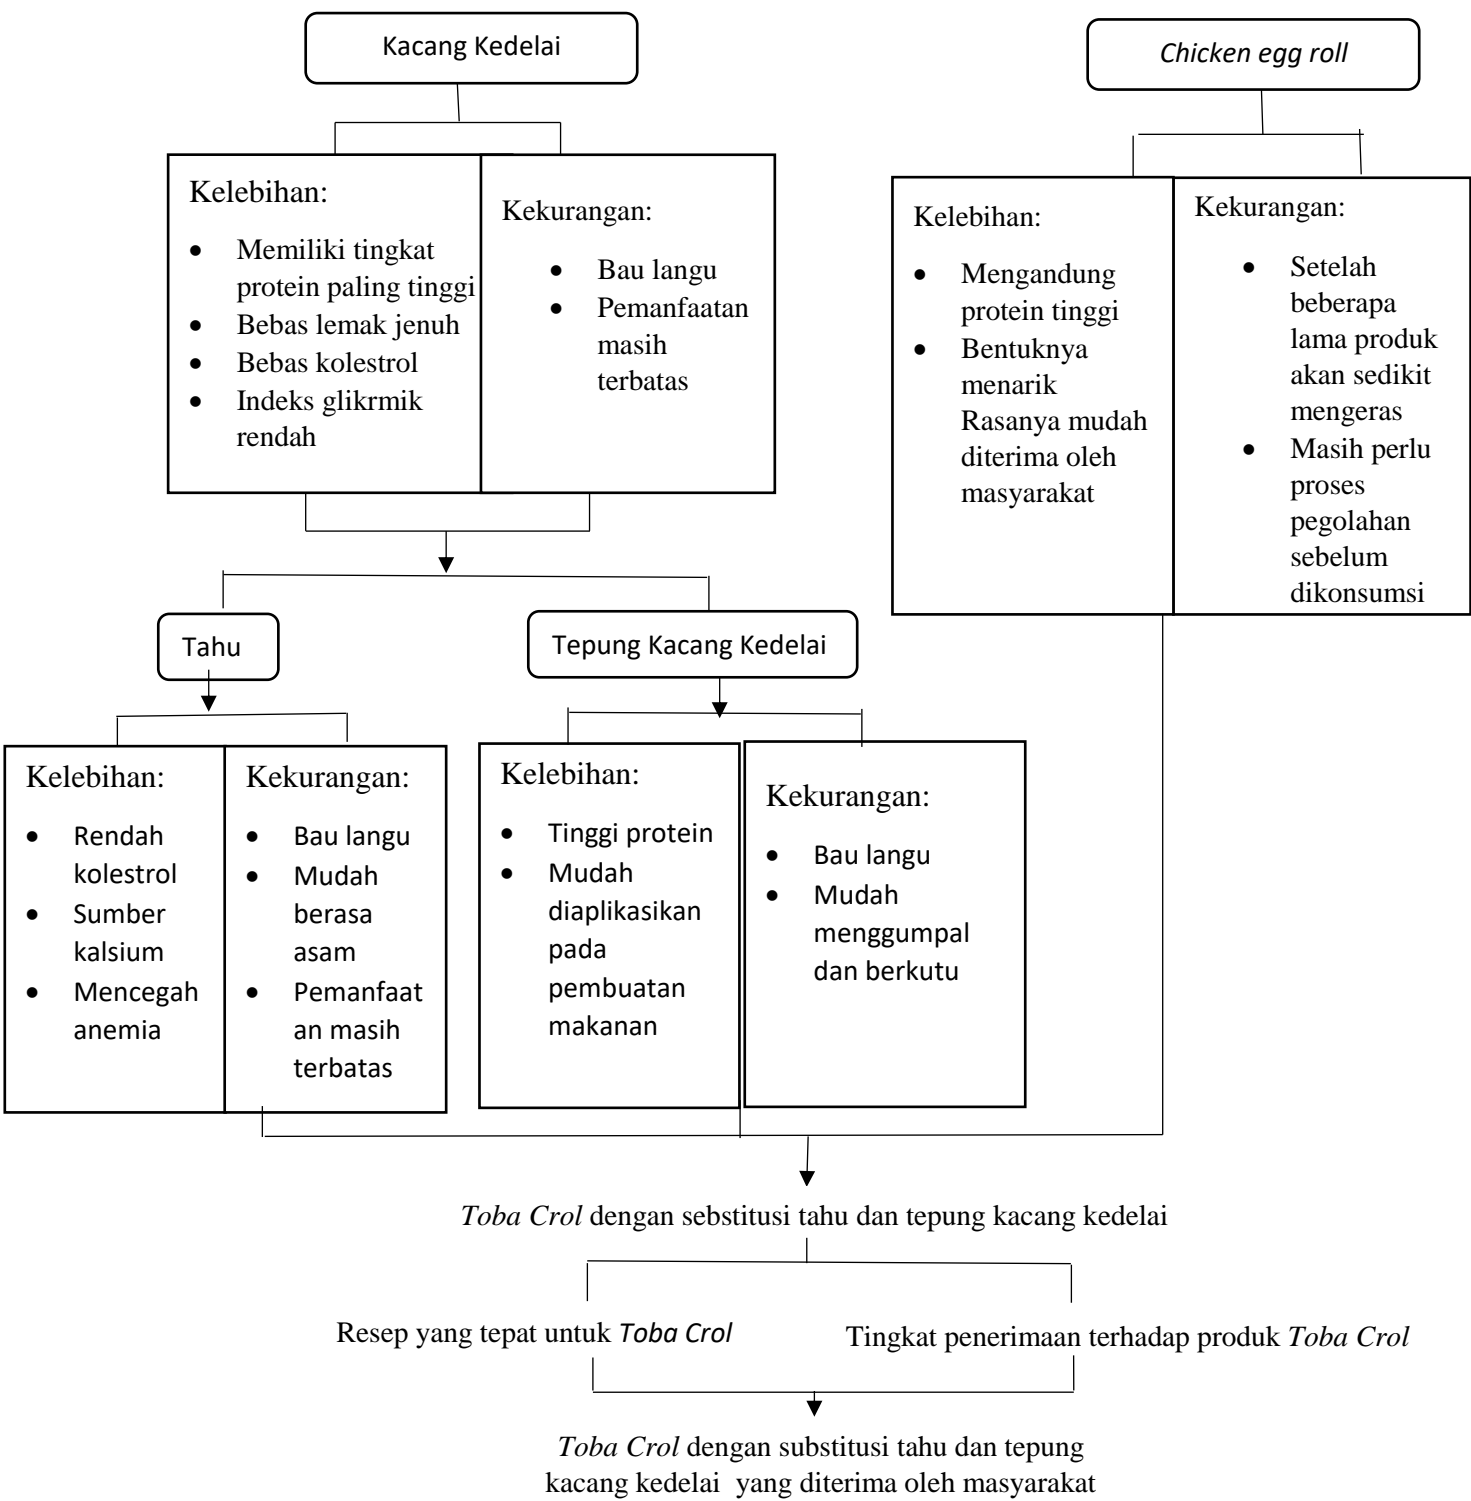 Kacang Kedelai
Chicken egg roll
Kelebihan:
• Memiliki tingkat
protein paling tinggi
• Bebas lemak jenuh
• Bebas kolestrol
• Indeks glikrmik
rendah
Kekurangan:
• Bau langu
• Pemanfaatan
masih
terbatas
Kelebihan:
• Mengandung
protein tinggi
• Bentuknya
menarik
Rasanya mudah
diterima oleh
masyarakat
Kekurangan:
• Setelah
beberapa
lama produk
akan sedikit
mengeras
• Masih perlu
proses
pegolahan
sebelum
dikonsumsi
Tahu
Tepung Kacang Kedelai
Kelebihan:
• Rendah
kolestrol
• Sumber
kalsium
• Mencegah
anemia
Kekurangan:
• Bau langu
• Mudah
berasa
asam
• Pemanfaat
an masih
terbatas
Kelebihan:
• Tinggi protein
• Mudah
diaplikasikan
pada
pembuatan
makanan
Kekurangan:
• Bau langu
• Mudah
menggumpal
dan berkutu
Toba Crol dengan sebstitusi tahu dan tepung kacang kedelai
Resep yang tepat untuk Toba Crol
Tingkat penerimaan terhadap produk Toba Crol
Toba Crol dengan substitusi tahu dan tepung
kacang kedelai yang diterima oleh masyarakat